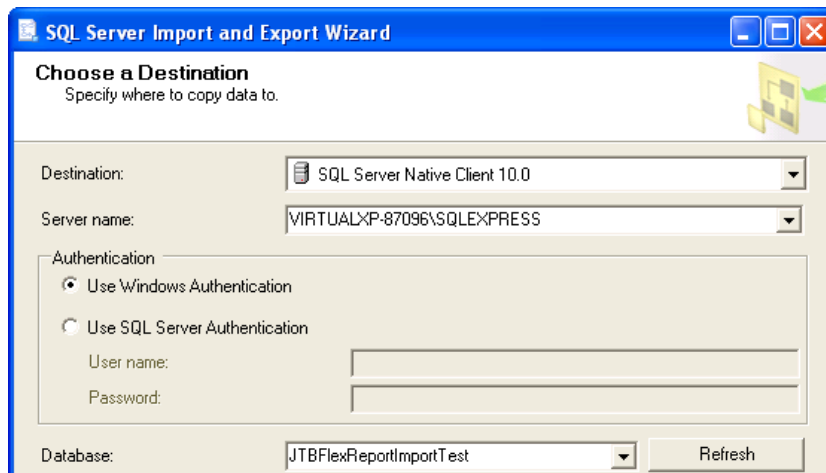 SQL Server Import and Export Wizard
Choose a Destination
Specify where to copy data to.
Destination:
SQL Server Native Client 10.0
Server name:
VIRTUALXP-87096\SQLEXPRESS
Authentication
Use Windows Authentication
Use SQL Server Authentication
User name:
Password:
Database:
JTBFlexReportImportTest
Refresh